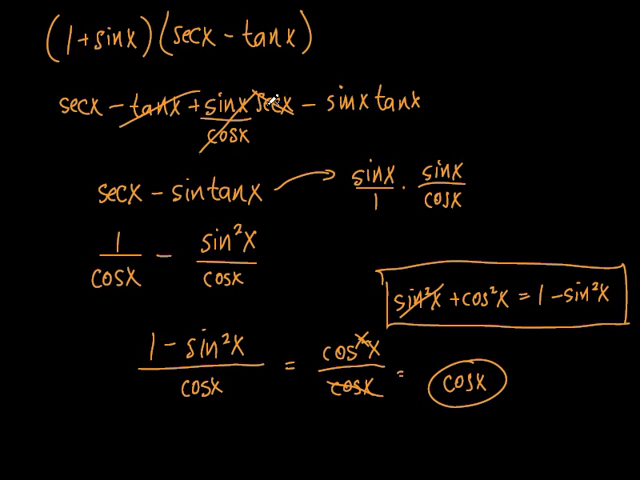 (1+sinx)(secx − tanx)
secx − tanx + sinx/cosx secx − sinx tanx
secx − sintanx → sinx/1 · sinx/cosx
1/cosx − sin²x/cosx
sin²x + cos²x = 1 − sin²x
1 − sin²x/cosx = cos²x/cosx = cosx